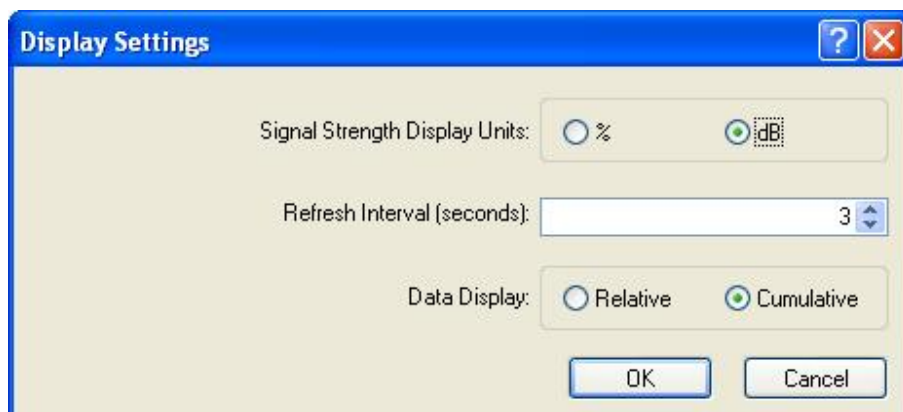 Display Settings ?
Signal Strength Display Units: % dB
Refresh Interval (seconds): 3
Data Display: Relative Cumulative
OK Cancel